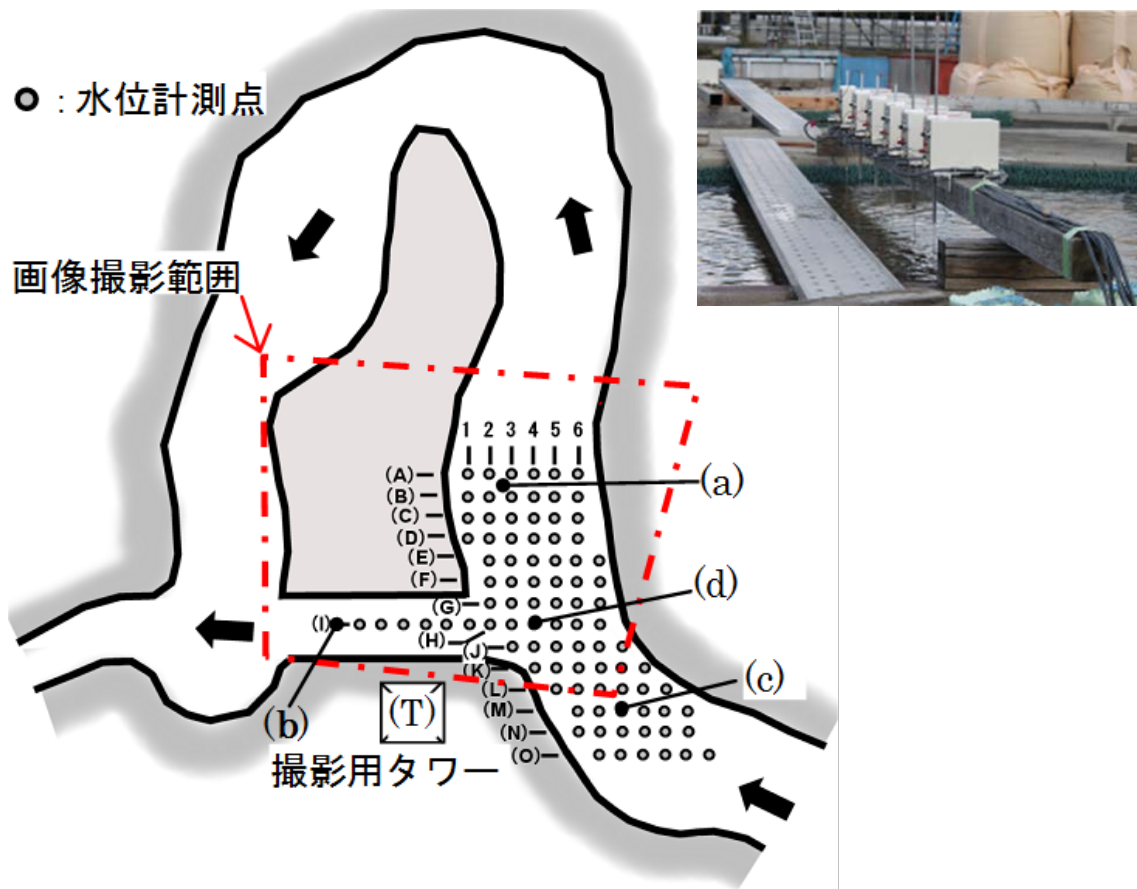 : 水位計測点
画像撮影範囲
1 2 3 4 5 6
(A)
(a)
(B)
(C)
(D)
(E)
(F)
(G)
(d)
(I)
(H)
(J)
(K)
(L)
(c)
(b)
(T)
(M)
(N)
(O)
撮影用タワー